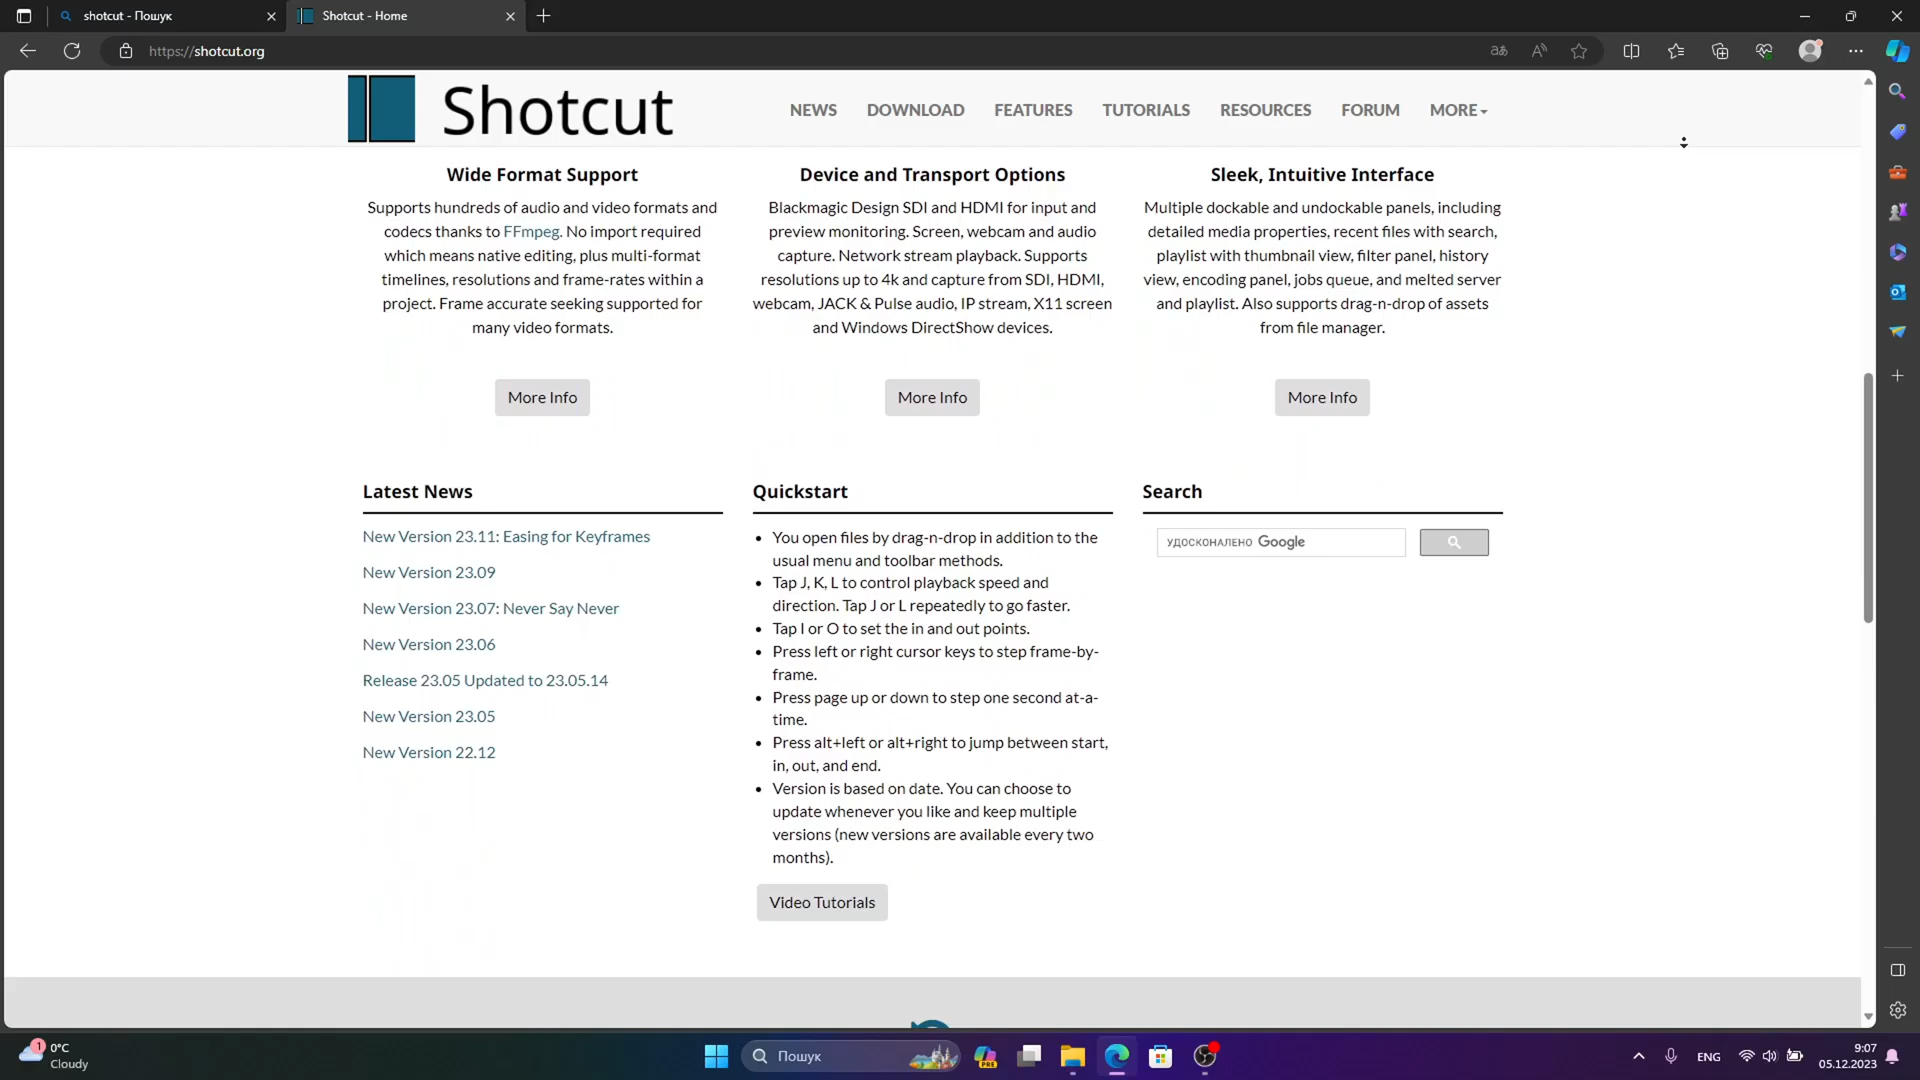 shotcut - Пошук
Shotcut - Home
https://shotcut.org
Shotcut
NEWS
DOWNLOAD
FEATURES
TUTORIALS
RESOURCES
FORUM
MORE
Wide Format Support
Supports hundreds of audio and video formats and
codecs thanks to FFmpeg. No import required
which means native editing, plus multi-format
timelines, resolutions and frame-rates within a
project. Frame accurate seeking supported for
many video formats.
More Info
Device and Transport Options
Blackmagic Design SDI and HDMI for input and
preview monitoring. Screen, webcam and audio
capture. Network stream playback. Supports
resolutions up to 4k and capture from SDI, HDMI,
webcam, JACK & Pulse audio, IP stream, X11 screen
and Windows DirectShow devices.
More Info
Sleek, Intuitive Interface
Multiple dockable and undockable panels, including
detailed media properties, recent files with search,
playlist with thumbnail view, filter panel, history
view, encoding panel, jobs queue, and melted server
and playlist. Also supports drag-n-drop of assets
from file manager.
More Info
Latest News
New Version 23.11: Easing for Keyframes
New Version 23.09
New Version 23.07: Never Say Never
New Version 23.06
Release 23.05 Updated to 23.05.14
New Version 23.05
New Version 22.12
Quickstart
• You open files by drag-n-drop in addition to the
usual menu and toolbar methods.
• Tap J, K, L to control playback speed and
direction. Tap J or L repeatedly to go faster.
• Tap I or O to set the in and out points.
• Press left or right cursor keys to step frame-by-
frame.
• Press page up or down to step one second at-a-
time.
• Press alt+left or alt+right to jump between start,
in, out, and end.
• Version is based on date. You can choose to
update whenever you like and keep multiple
versions (new versions are available every two
months).
Video Tutorials
Search
УДОСКОНАЛЕНО Google
1
0°C
Cloudy
Пошук
PRE
ENG
9:07
05.12.2023